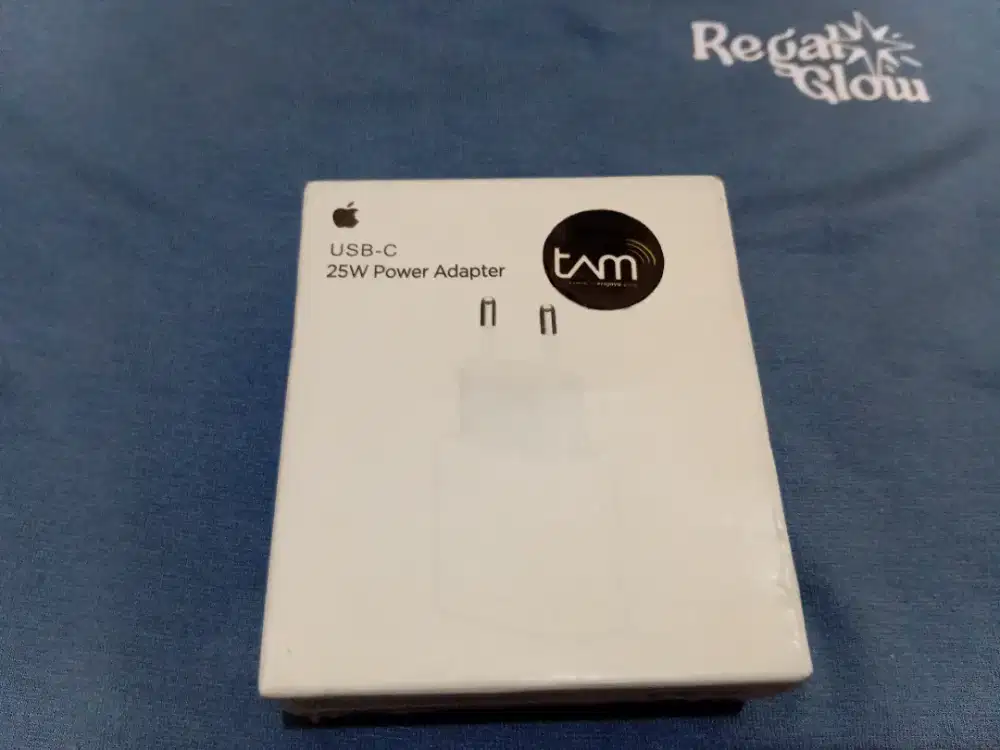 Regal
Glow
USB-C
25W Power Adapter
tam